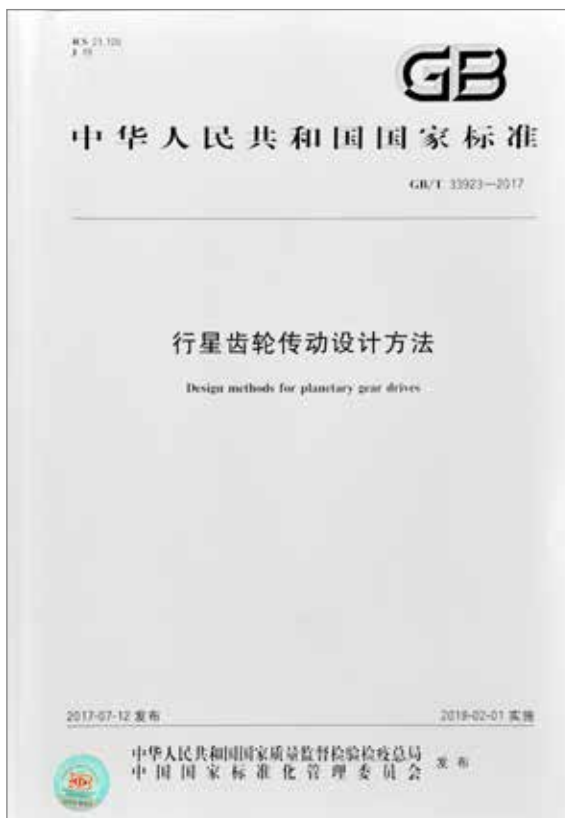 GB
中华人民共和国国家标准
GB/T 33923—2017
行星齿轮传动设计方法
Design methods for planetary gear drives
2017-07-12 发布
2018-02-01 实施
中华人民共和国国家质量监督检验检疫总局
中国国家标准化管理委员会
发布